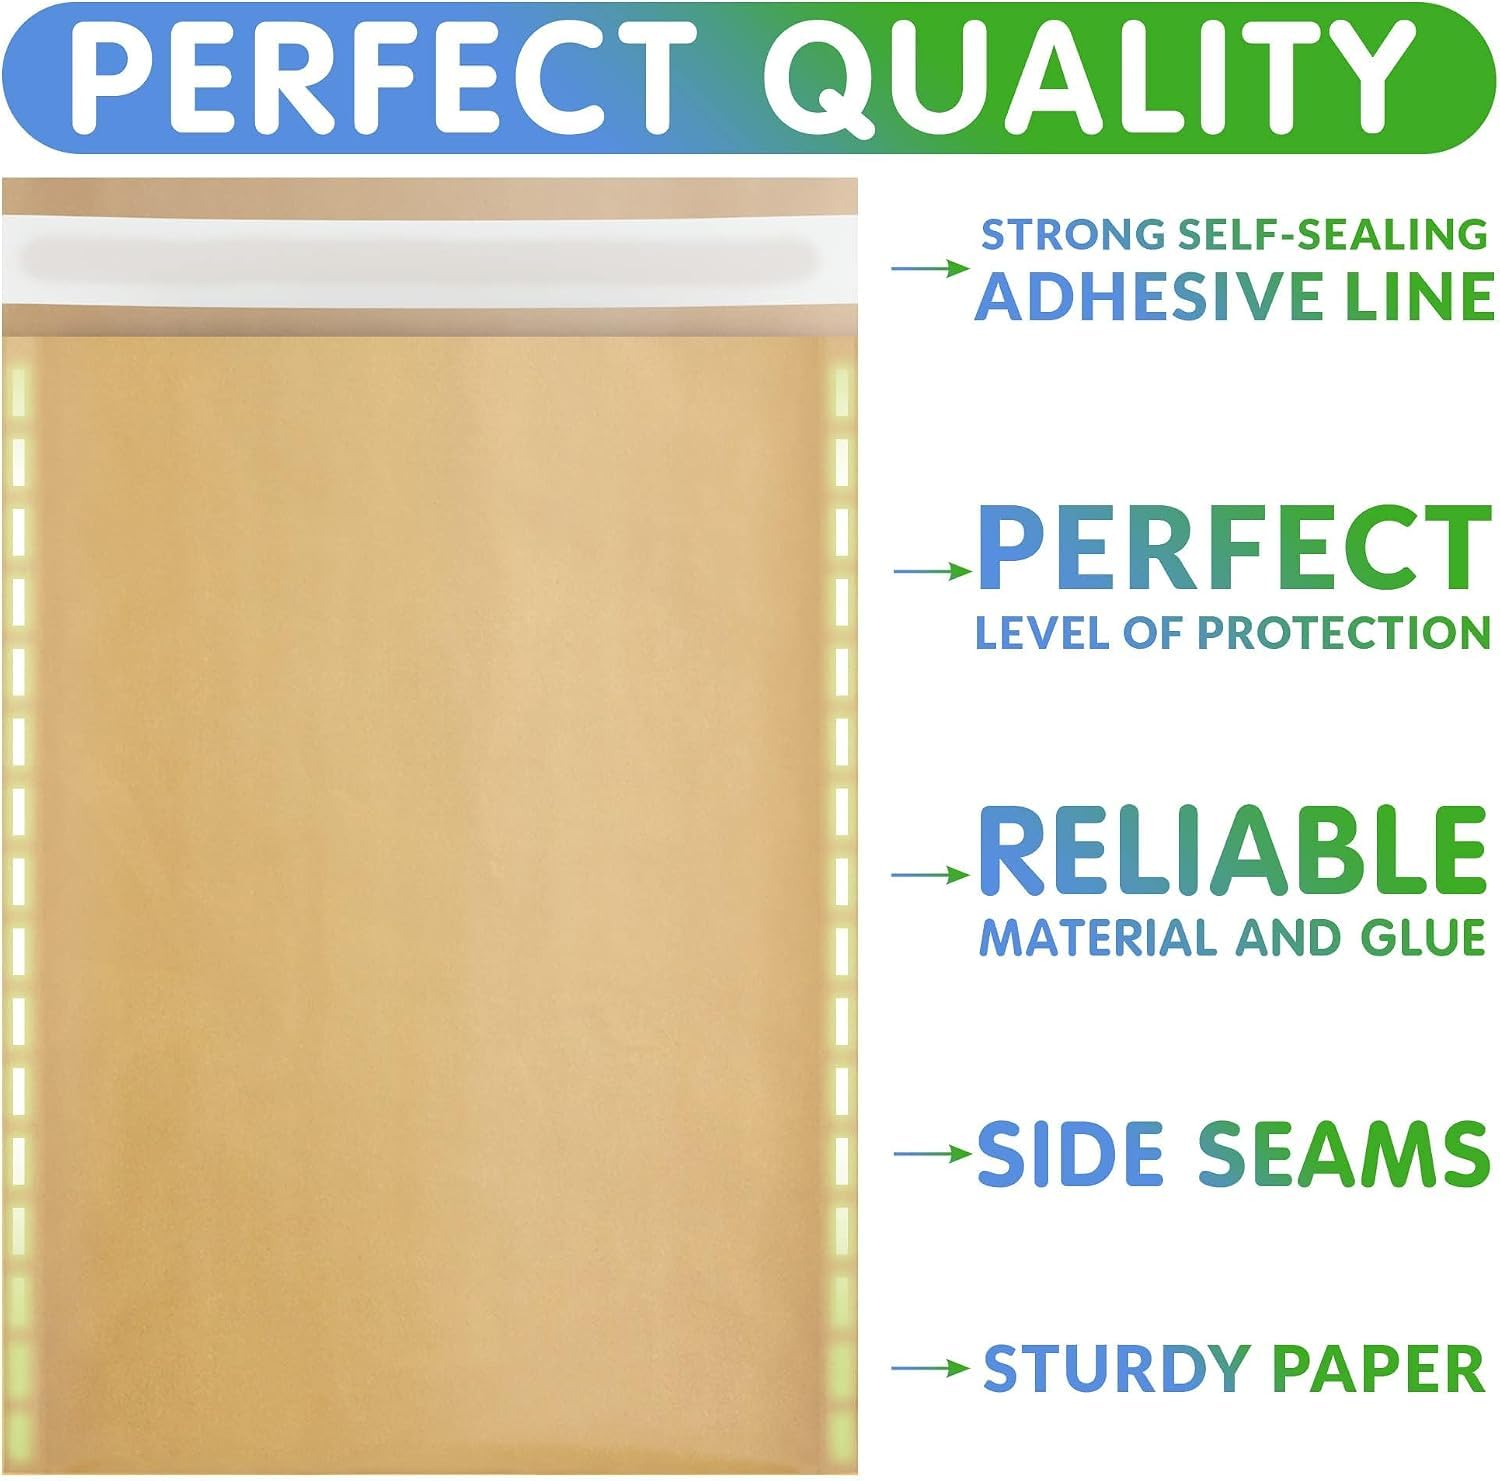 PERFECT QUALITY
STRONG SELF-SEALING
ADHESIVE LINE
PERFECT
LEVEL OF PROTECTION
RELIABLE
MATERIAL AND GLUE
SIDE SEAMS
STURDY PAPER